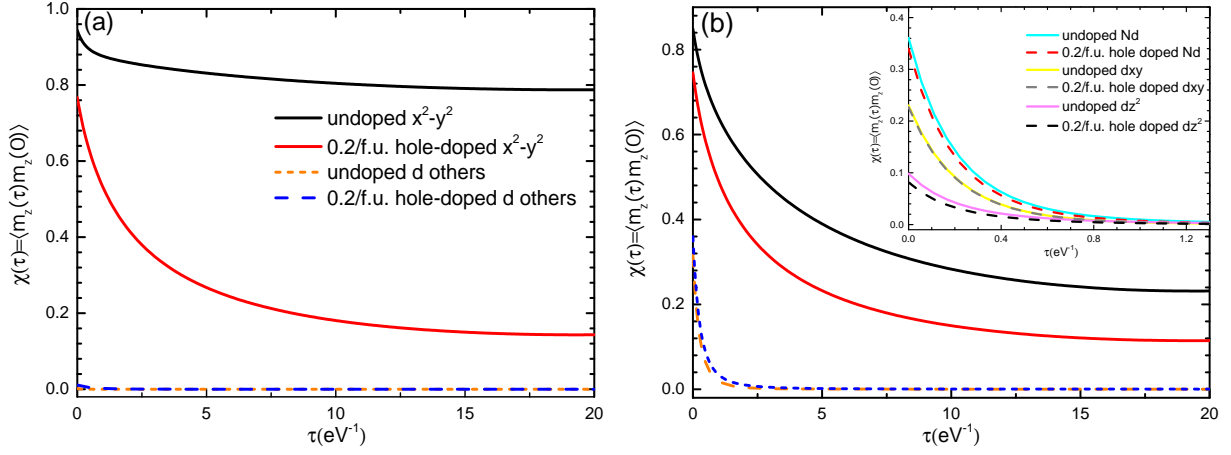 (a)
1.0
0.8
0.6
0.4
0.2
0.0
χ(τ)=⟨m_z(τ)m_z(0)⟩
undoped x²-y²
0.2/f.u. hole-doped x²-y²
undoped d others
0.2/f.u. hole-doped d others
0 5 10 15 20
τ(eV⁻¹)
(b)
0.8
0.6
0.4
0.2
0.0
χ(τ)=⟨m_z(τ)m_z(0)⟩
0 5 10 15 20
τ(eV⁻¹)
0.4
0.3
0.2
0.1
0.0
χ(τ)=⟨m_z(τ)m_z(0)⟩
undoped Nd
0.2/f.u. hole doped Nd
undoped dxy
0.2/f.u. hole doped dxy
undoped dz²
0.2/f.u. hole doped dz²
0.0 0.4 0.8 1.2
τ(eV⁻¹)